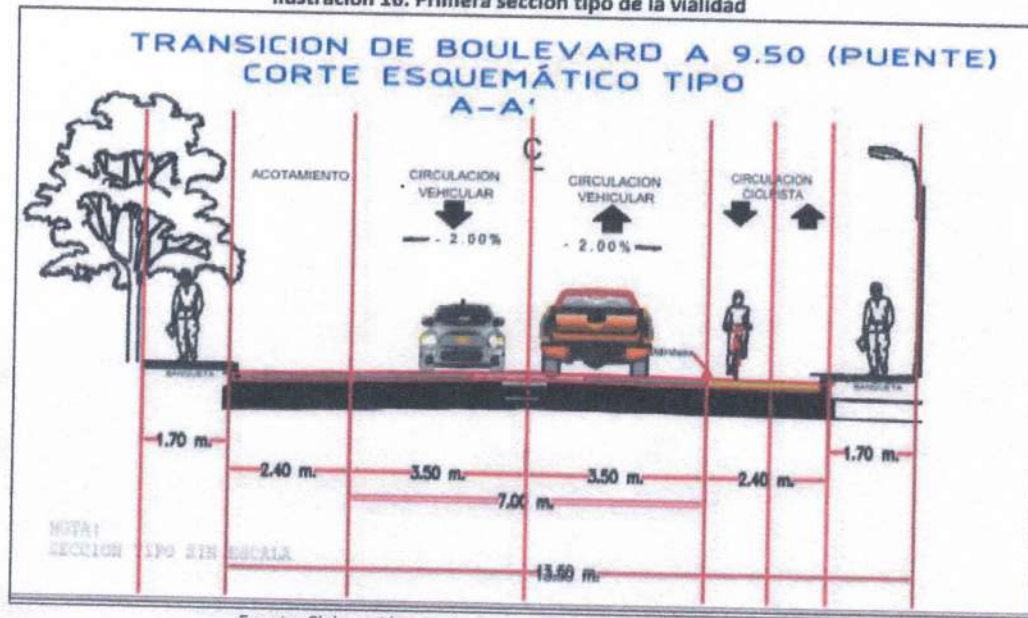 Ilustración 10. Primera sección tipo de la vialidad
TRANSICION DE BOULEVARD A 9.50 (PUENTE)
CORTE ESQUEMÁTICO TIPO
A-A'
C
ACOTAMIENTO
CIRCULACION
VEHICULAR
- 2.00%
CIRCULACION
VEHICULAR
- 2.00%
CIRCULACION
CICLISTA
BANQUETA
BANQUETA
1.70 m.
2.40 m.
3.50 m.
3.50 m.
2.40 m.
1.70 m.
7.00 m.
NOTA:
SECCION TIPO SIN ESCALA
m.